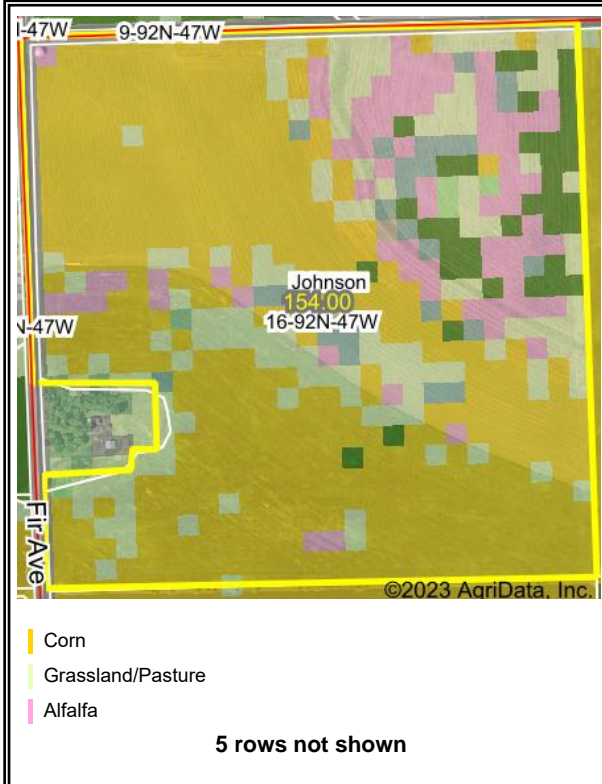 I-47W
9-92N-47W
Johnson
154.00
16-92N-47W
N-47W
Fir Ave
©2023 AgriData, Inc.
Corn
Grassland/Pasture
Alfalfa
5 rows not shown